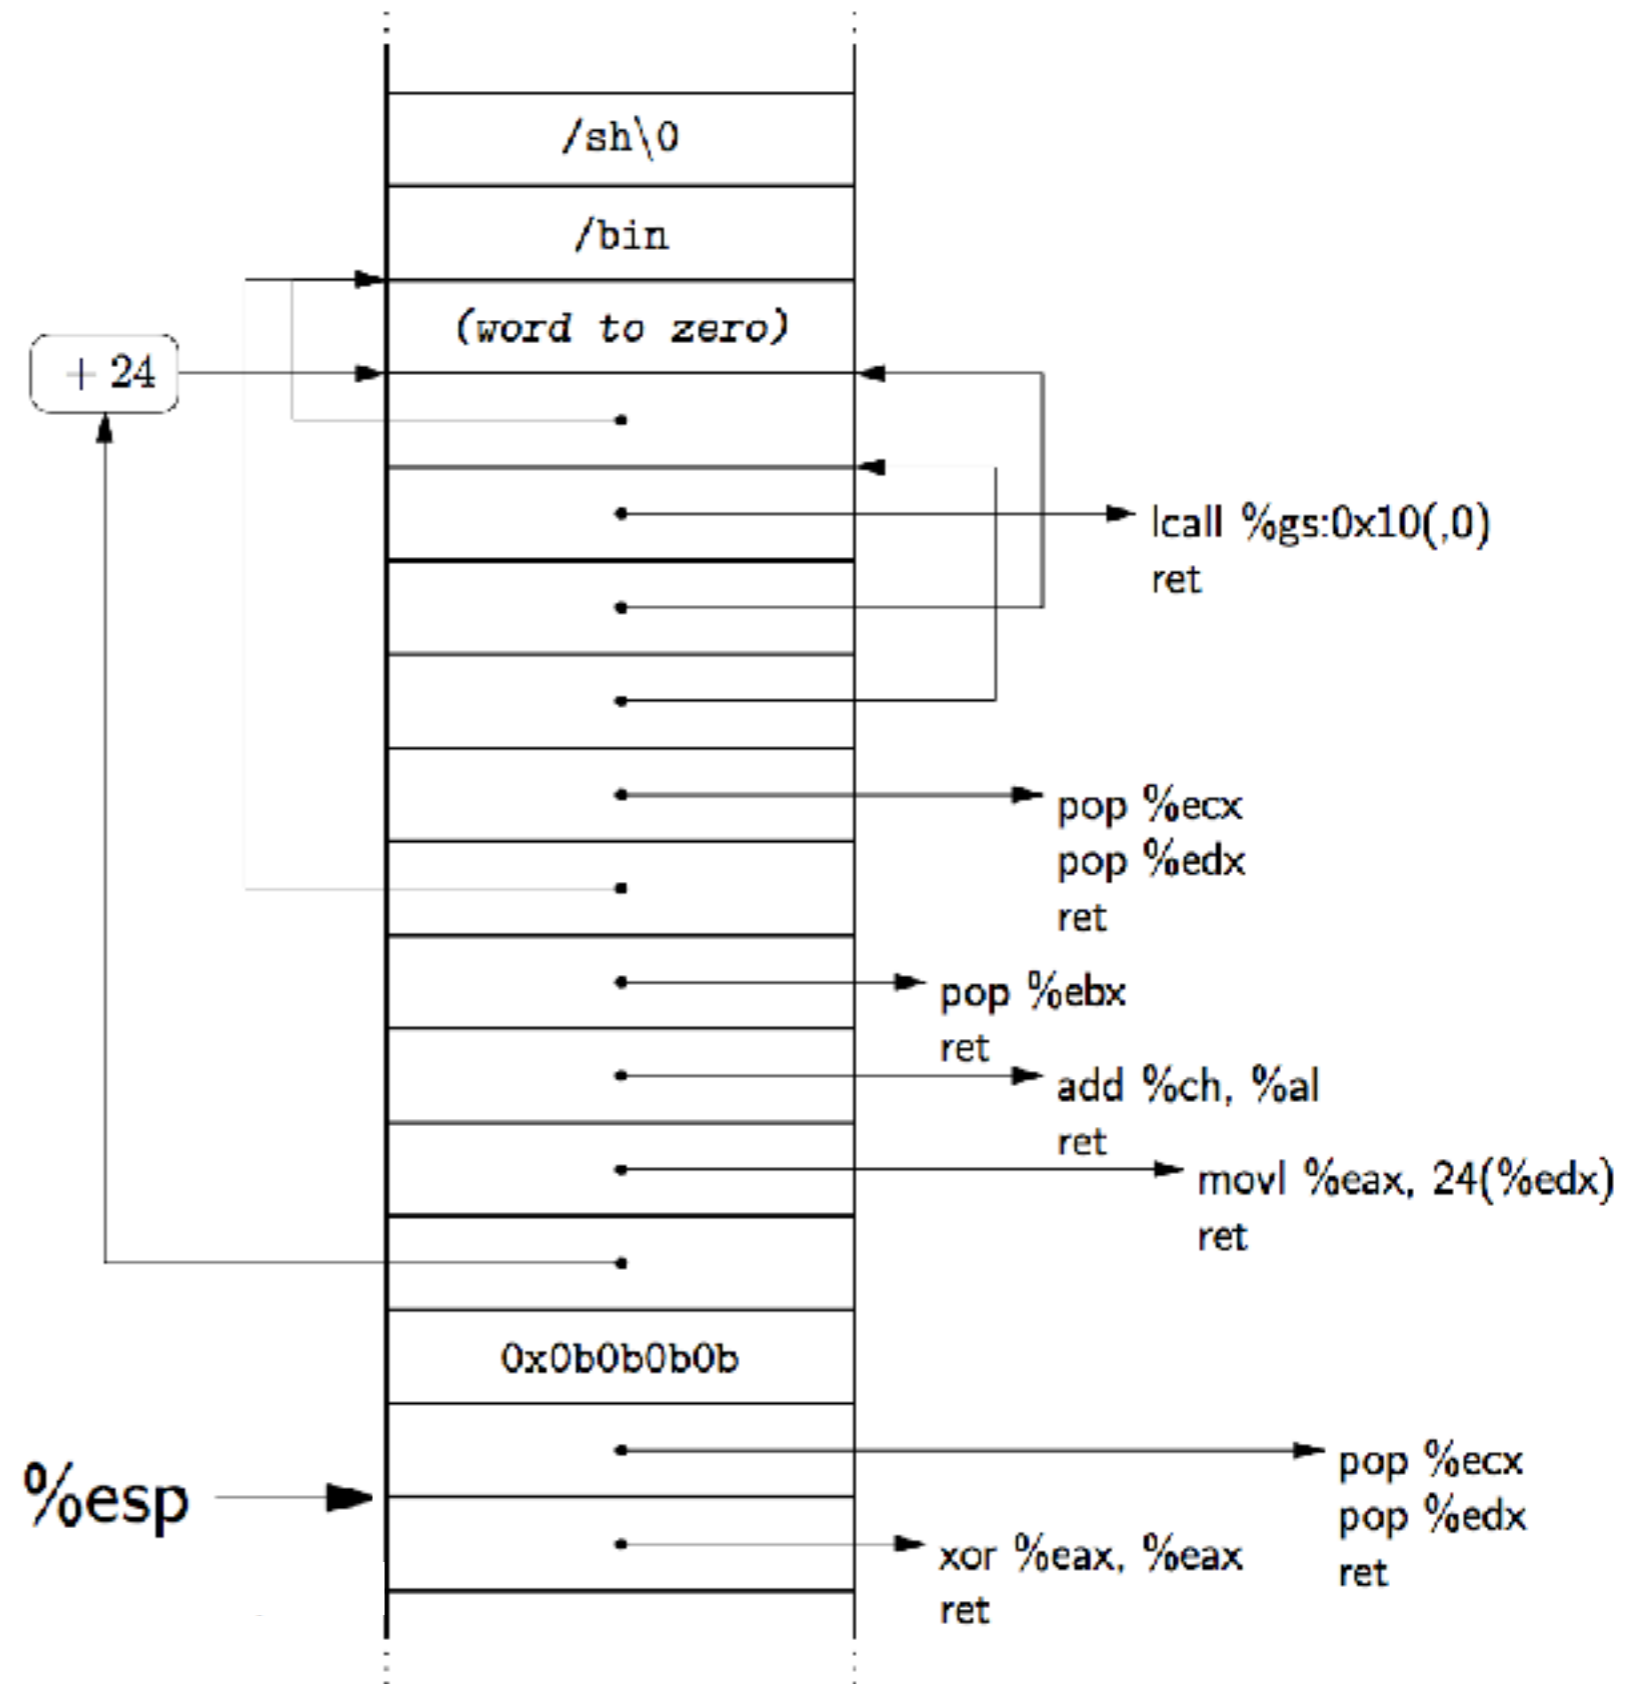 /sh\0
/bin
(word to zero)
+ 24
lcall %gs:0x10(,0)
ret
pop %ecx
pop %edx
ret
pop %ebx
ret
add %ch, %al
ret
movl %eax, 24(%edx)
ret
0x0b0b0b0b
pop %ecx
pop %edx
ret
%esp
xor %eax, %eax
ret